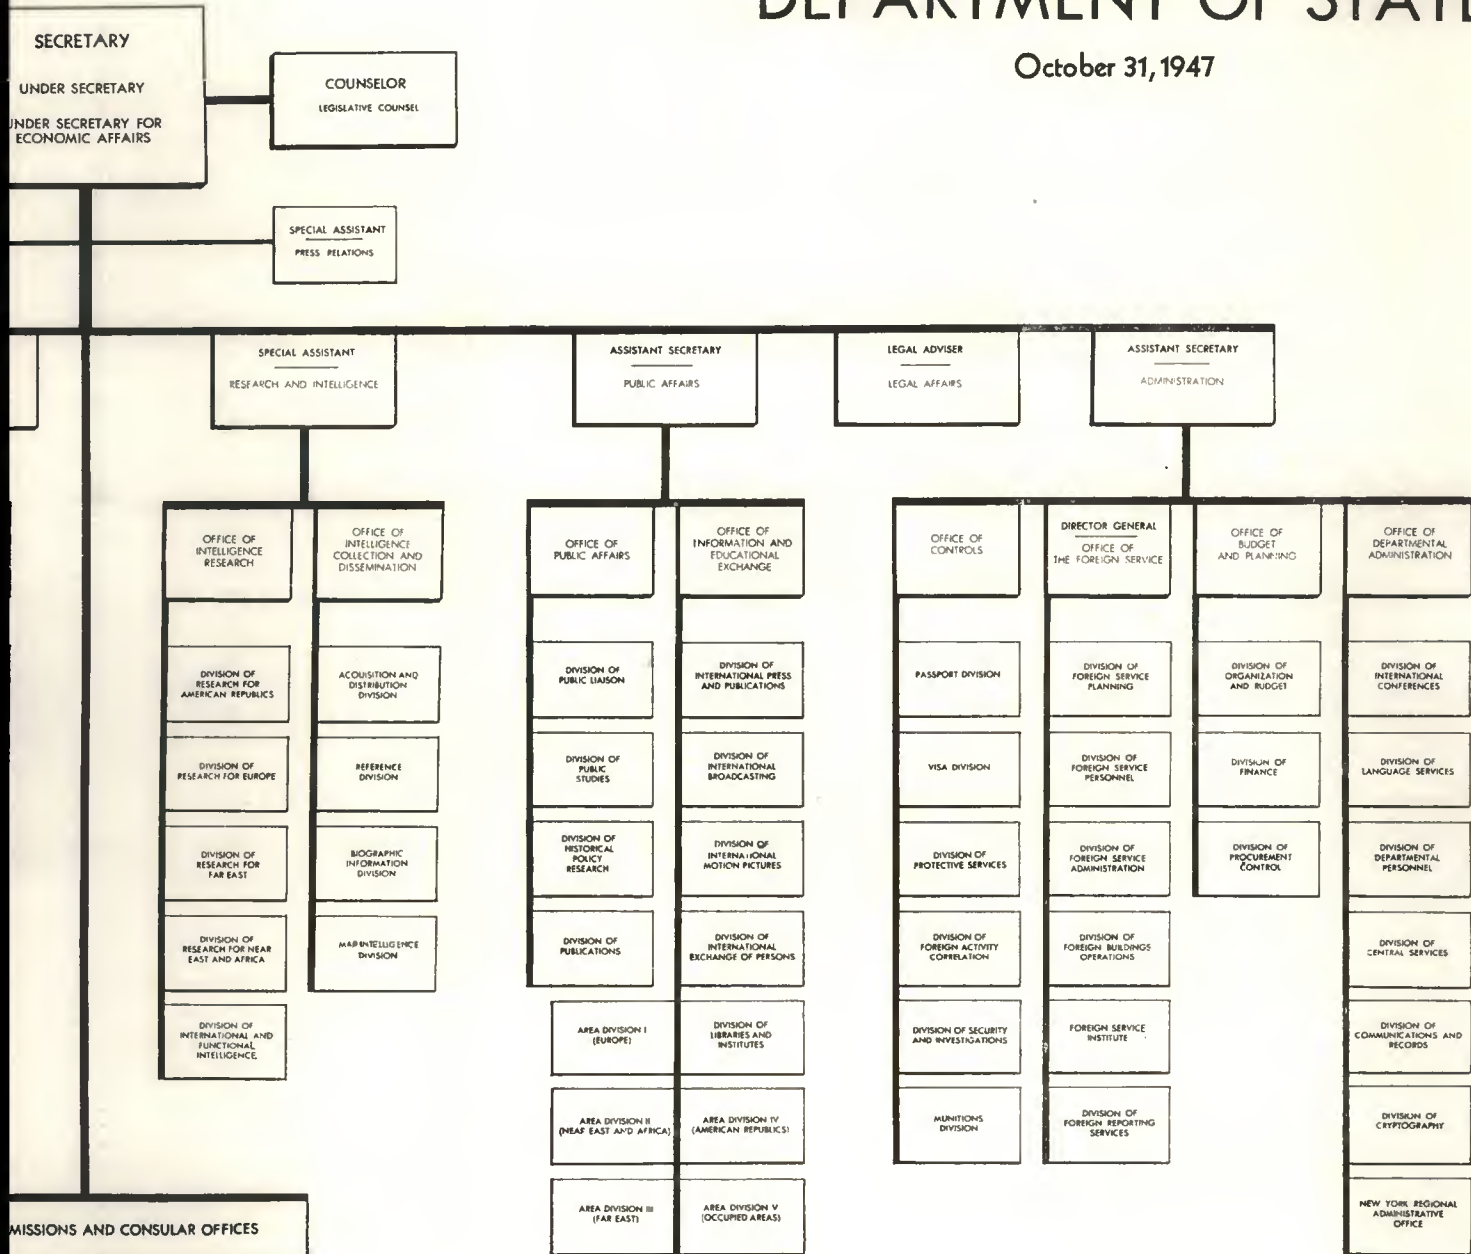 DEPARTMENT OF STATE
October 31, 1947
SECRETARY
UNDER SECRETARY
UNDER SECRETARY FOR
ECONOMIC AFFAIRS
COUNSELOR
LEGISLATIVE COUNSEL
SPECIAL ASSISTANT
PRESS RELATIONS
SPECIAL ASSISTANT
RESEARCH AND INTELLIGENCE
ASSISTANT SECRETARY
PUBLIC AFFAIRS
LEGAL ADVISER
LEGAL AFFAIRS
ASSISTANT SECRETARY
ADMINISTRATION
OFFICE OF
INTELLIGENCE
RESEARCH
DIVISION OF
RESEARCH FOR
AMERICAN REPUBLICS
DIVISION OF
RESEARCH FOR EUROPE
DIVISION OF
RESEARCH FOR
FAR EAST
DIVISION OF
RESEARCH FOR NEAR
EAST AND AFRICA
DIVISION OF
INTERNATIONAL AND
FUNCTIONAL
INTELLIGENCE
OFFICE OF
INTELLIGENCE
COLLECTION AND
DISSEMINATION
ACQUISITION AND
DISTRIBUTION
DIVISION
REFERENCE
DIVISION
BIOGRAPHIC
INFORMATION
DIVISION
MAP INTELLIGENCE
DIVISION
OFFICE OF
PUBLIC AFFAIRS
DIVISION OF
PUBLIC LIAISON
DIVISION OF
PUBLIC
STUDIES
DIVISION OF
HISTORICAL
POLICY
RESEARCH
DIVISION OF
PUBLICATIONS
OFFICE OF
INFORMATION AND
EDUCATIONAL
EXCHANGE
DIVISION OF
INTERNATIONAL PRESS
AND PUBLICATIONS
DIVISION OF
INTERNATIONAL
BROADCASTING
DIVISION OF
INTERNATIONAL
MOTION PICTURES
DIVISION OF
INTERNATIONAL
EXCHANGE OF PERSONS
AREA DIVISION I
(EUROPE)
DIVISION OF
LIBRARIES AND
INSTITUTES
AREA DIVISION II
(NEAR EAST AND AFRICA)
AREA DIVISION IV
(AMERICAN REPUBLICS)
AREA DIVISION III
(FAR EAST)
AREA DIVISION V
(OCCUPIED AREAS)
OFFICE OF
CONTROLS
PASSPORT DIVISION
VISA DIVISION
DIVISION OF
PROTECTIVE SERVICES
DIVISION OF
FOREIGN ACTIVITY
CORRELATION
DIVISION OF SECURITY
AND INVESTIGATIONS
MUNITIONS
DIVISION
DIRECTOR GENERAL
OFFICE OF
THE FOREIGN SERVICE
DIVISION OF
FOREIGN SERVICE
PLANNING
DIVISION OF
FOREIGN SERVICE
PERSONNEL
DIVISION OF
FOREIGN SERVICE
ADMINISTRATION
DIVISION OF
FOREIGN BUILDINGS
OPERATIONS
FOREIGN SERVICE
INSTITUTE
DIVISION OF
FOREIGN REPORTING
SERVICES
OFFICE OF
BUDGET
AND PLANNING
DIVISION OF
ORGANIZATION
AND BUDGET
DIVISION OF
FINANCE
DIVISION OF
PROCUREMENT
CONTROL
OFFICE OF
DEPARTMENTAL
ADMINISTRATION
DIVISION OF
INTERNATIONAL
CONFERENCES
DIVISION OF
LANGUAGE SERVICES
DIVISION OF
DEPARTMENTAL
PERSONNEL
DIVISION OF
CENTRAL SERVICES
DIVISION OF
COMMUNICATIONS AND
RECORDS
DIVISION OF
CRYPTOGRAPHY
NEW YORK REGIONAL
ADMINISTRATIVE
OFFICE
MISSIONS AND CONSULAR OFFICES